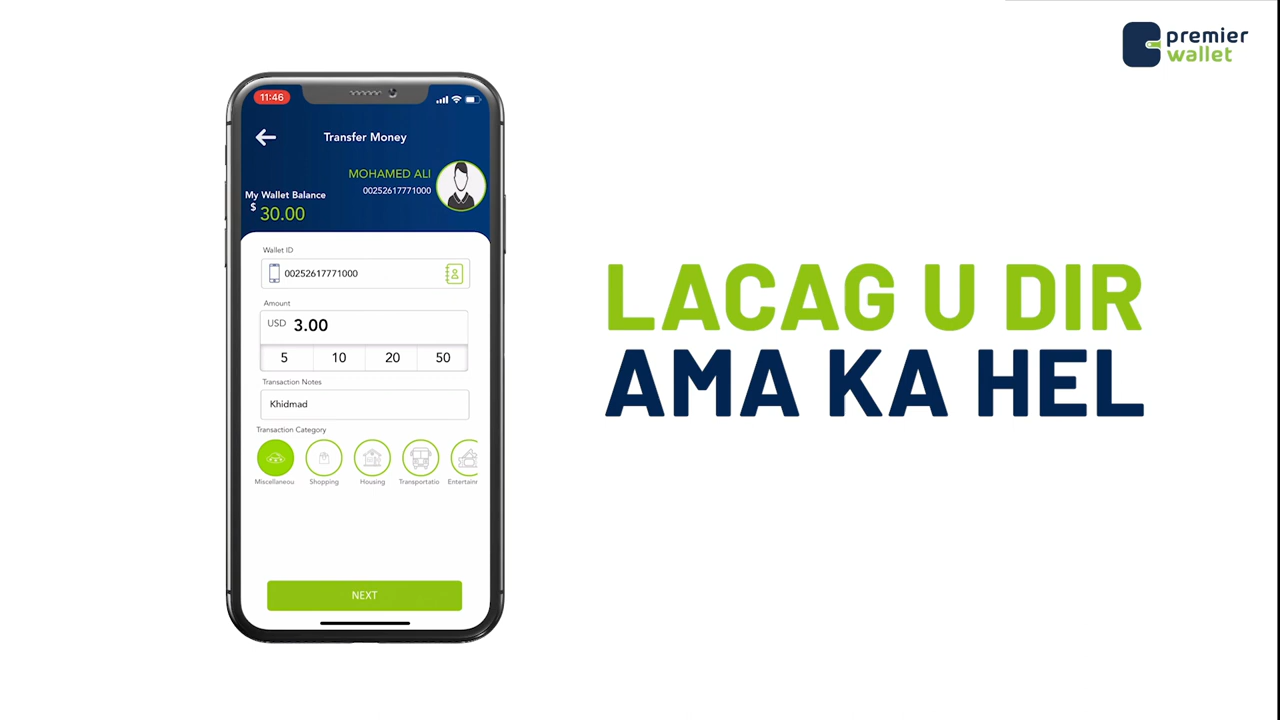 premier
wallet
11:46
Transfer Money
MOHAMED ALI
00252617771000
My Wallet Balance
$ 30.00
Wallet ID
00252617771000
Amount
USD 3.00
5 10 20 50
Transaction Notes
Khidmad
Transaction Category
Miscellaneou Shopping Housing Transportatio Entertainr
NEXT
LACAG U DIR
AMA KA HEL